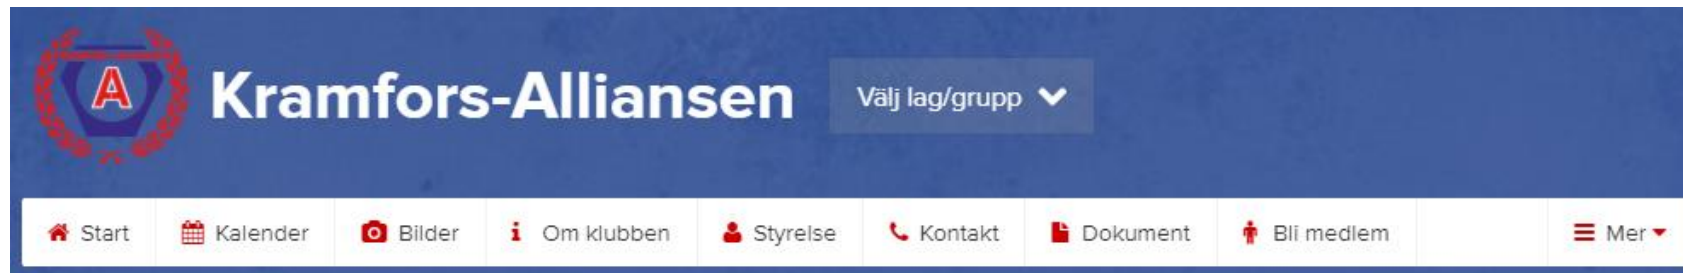 A
Kramfors-Alliansen
Välj lag/grupp
Start Kalender Bilder Om klubben Styrelse Kontakt Dokument Bli medlem Mer